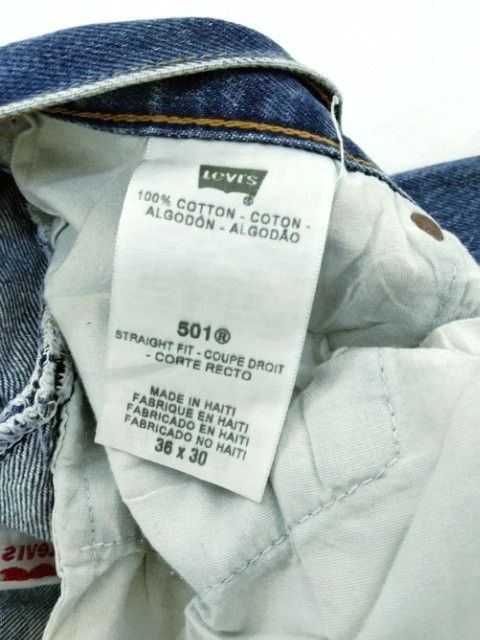 Levi's
100% COTTON - COTON -
ALGODÓN - ALGODÃO
501®
STRAIGHT FIT - COUPE DROIT
- CORTE RECTO
MADE IN HAITI
FABRIQUE EN HAITI
FABRICADO EN HAITI
FABRICADO NO HAITI
36 x 30
Levi's